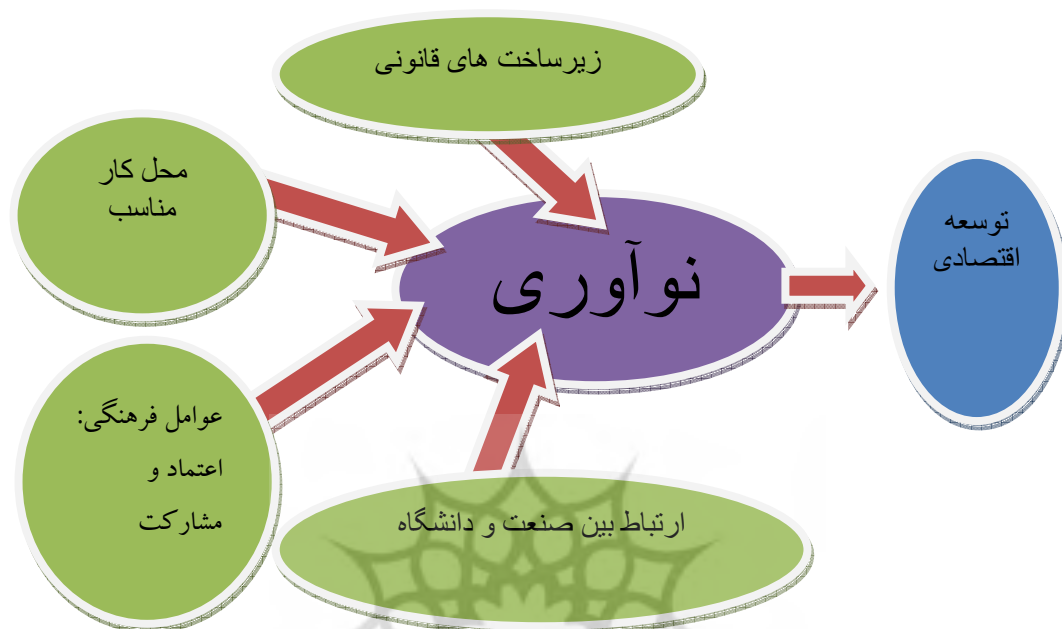 زیرساخت های قانونی
محل کار
مناسب
نوآوری
توسعه
اقتصادی
عوامل فرهنگی:
اعتماد و
مشارکت
ارتباط بین صنعت و دانشگاه